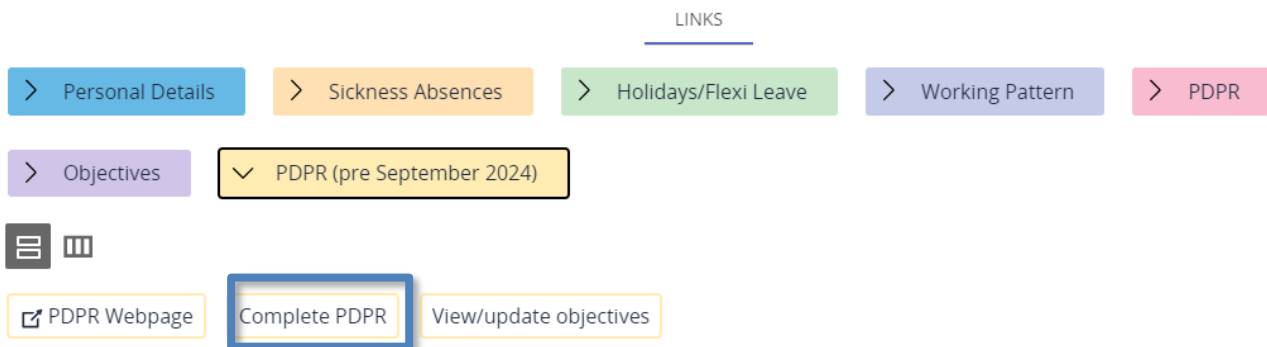 LINKS
Personal Details Sickness Absences Holidays/Flexi Leave Working Pattern PDPR
Objectives PDPR (pre September 2024)
PDPR Webpage Complete PDPR View/update objectives